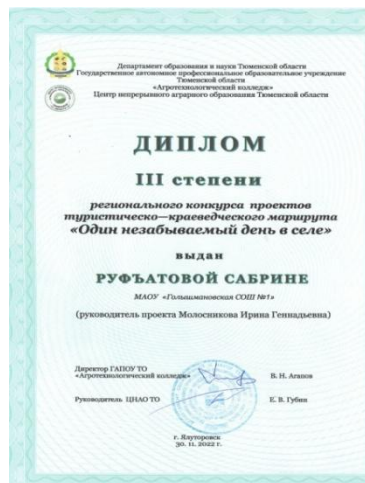 Департамент образования и науки Тюменской области
Государственное автономное профессиональное образовательное учреждение
Тюменской области
«Агротехнологический колледж»
Центр непрерывного аграрного образования Тюменской области
ДИПЛОМ
III степени
регионального конкурса проектов
туристическо—краеведческого маршрута
«Один незабываемый день в селе»
выдан
РУФЪАТОВОЙ САБРИНЕ
МАОУ «Голышмановская СОШ №1»
(руководитель проекта Молосникова Ирина Геннадьевна)
Директор ГАПОУ ТО
«Агротехнологический колледж»
В. Н. Агапов
Руководитель ЦНАО ТО
Е. В. Губин
г. Ялуторовск
30. 11. 2022 г.